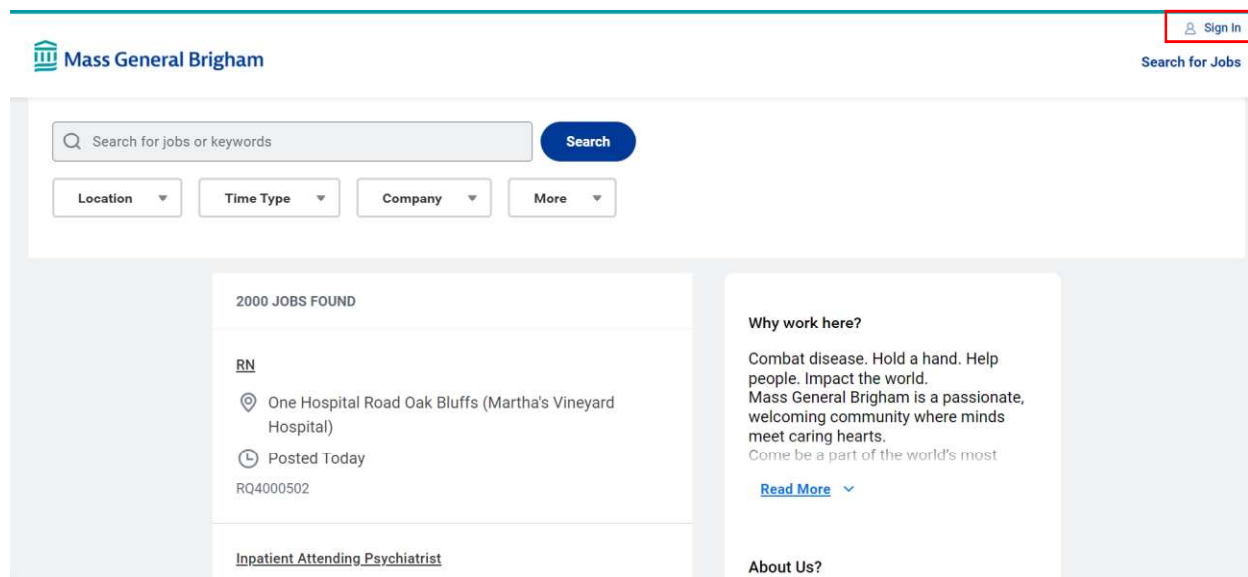 Sign In
Mass General Brigham
Search for Jobs
Search for jobs or keywords
Search
Location
Time Type
Company
More
2000 JOBS FOUND
RN
One Hospital Road Oak Bluffs (Martha's Vineyard
Hospital)
Posted Today
RQ4000502
Inpatient Attending Psychiatrist
Why work here?
Combat disease. Hold a hand. Help
people. Impact the world.
Mass General Brigham is a passionate,
welcoming community where minds
meet caring hearts.
Come be a part of the world's most
Read More
About Us?